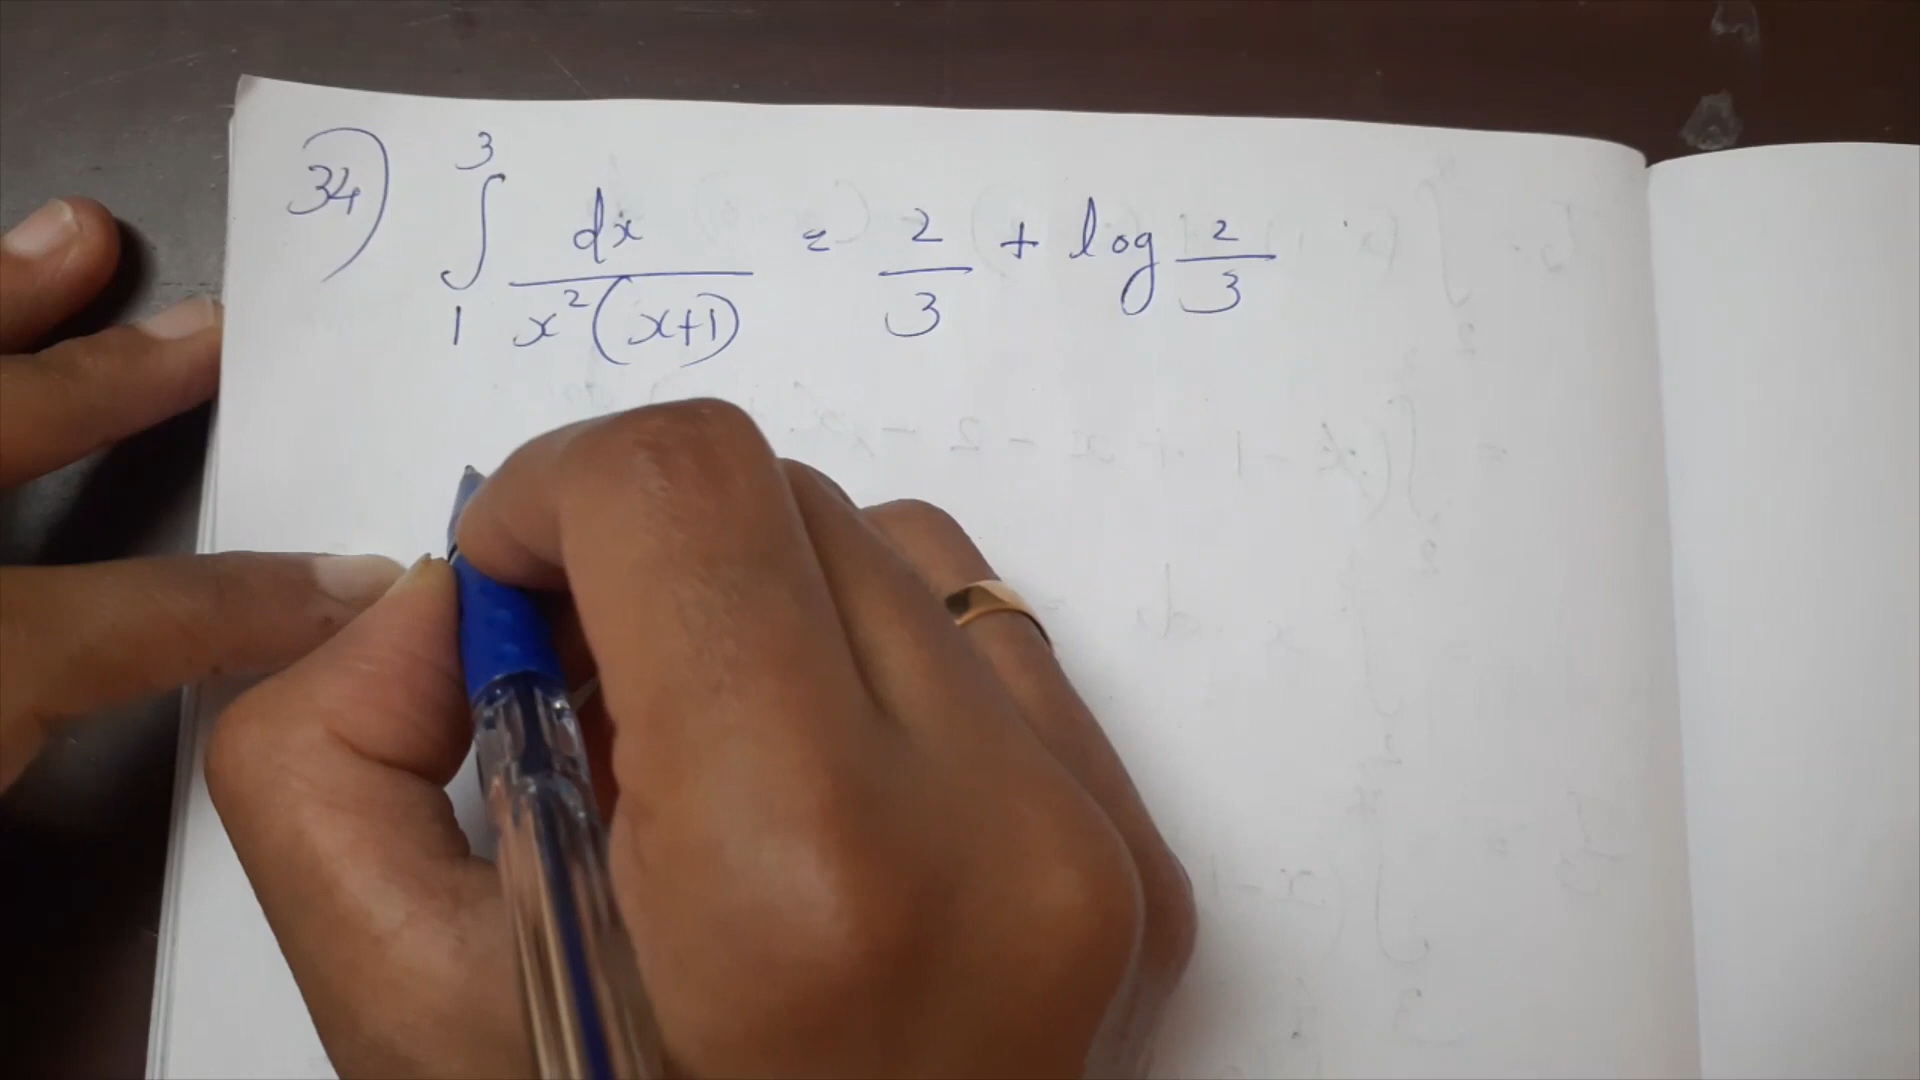 34) ∫₁³ dx / x²(x+1) = 2/3 + log 2/3